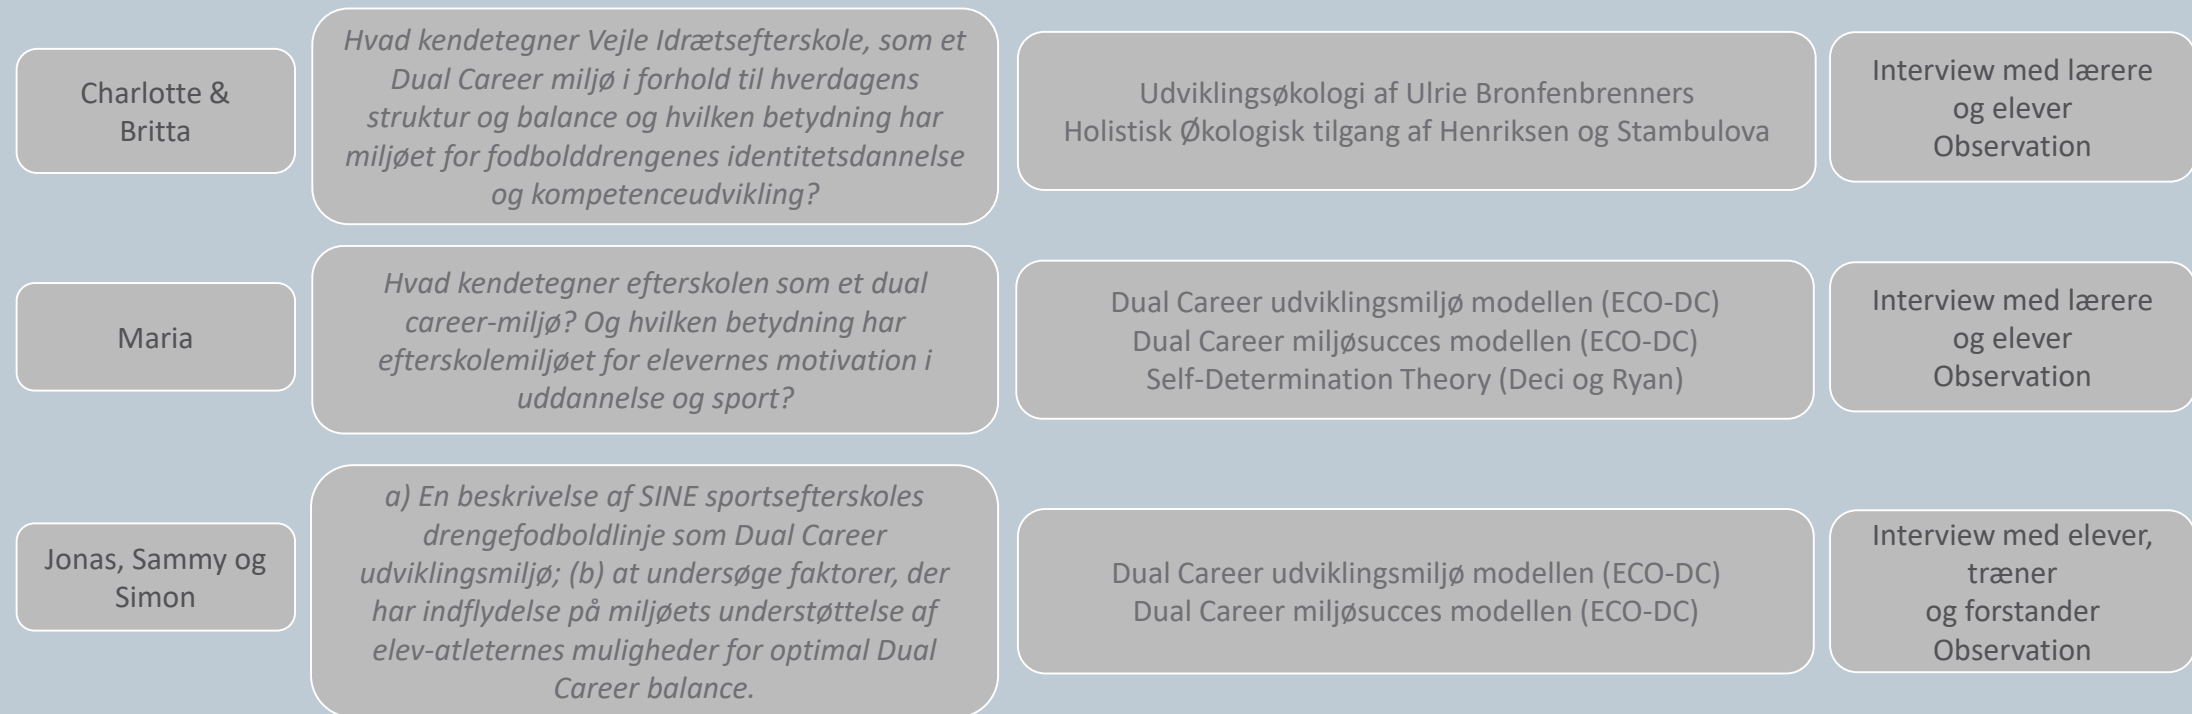 Charlotte &
Britta
Hvad kendetegner Vejle Idrætsefterskole, som et
Dual Career miljø i forhold til hverdagens
struktur og balance og hvilken betydning har
miljøet for fodbolddrengenes identitetsdannelse
og kompetenceudvikling?
Udviklingsøkologi af Ulrie Bronfenbrenners
Holistisk Økologisk tilgang af Henriksen og Stambulova
Interview med lærere
og elever
Observation
Maria
Hvad kendetegner efterskolen som et dual
career-miljø? Og hvilken betydning har
efterskolemiljøet for elevernes motivation i
uddannelse og sport?
Dual Career udviklingsmiljø modellen (ECO-DC)
Dual Career miljøsucces modellen (ECO-DC)
Self-Determination Theory (Deci og Ryan)
Interview med lærere
og elever
Observation
Jonas, Sammy og
Simon
a) En beskrivelse af SINE sportsefterskoles
drengefodboldlinje som Dual Career
udviklingsmiljø; (b) at undersøge faktorer, der
har indflydelse på miljøets understøttelse af
elev-atleternes muligheder for optimal Dual
Career balance.
Dual Career udviklingsmiljø modellen (ECO-DC)
Dual Career miljøsucces modellen (ECO-DC)
Interview med elever,
træner
og forstander
Observation